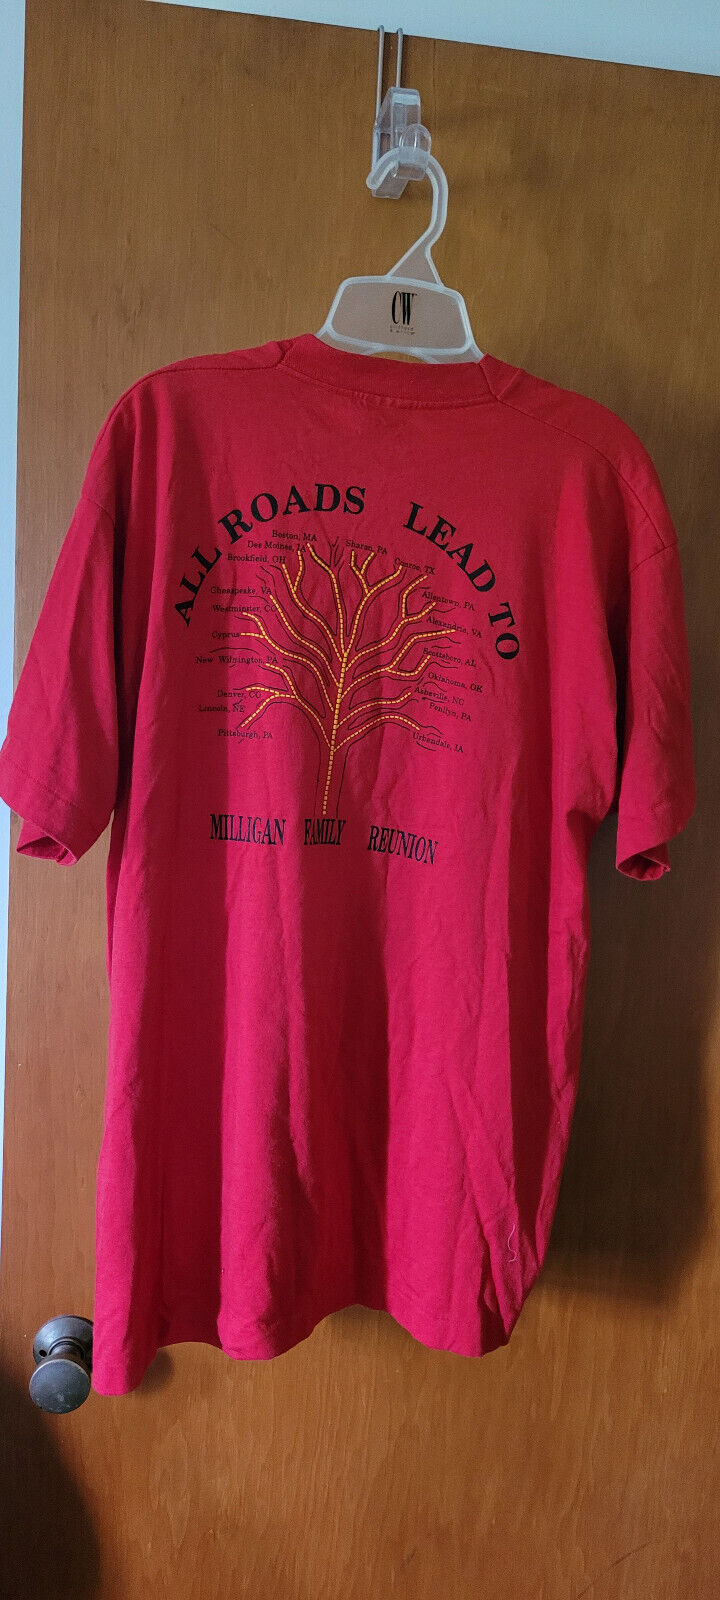 CW
ALL ROADS LEAD TO
Boston, MA
Des Moines, IA
Brookfield, OH
Chesapeake, VA
Westminster, CO
Cyprus
New Wilmington, PA
Denver, CO
Lincoln, NE
Pittsburgh, PA
Sharon, PA
Conroe, TX
Allentown, PA
Alexandria, VA
Scottsboro, AL
Oklahoma, OK
Asheville, NC
Penllyn, PA
Urbandale, IA
MILLIGAN FAMILY REUNION